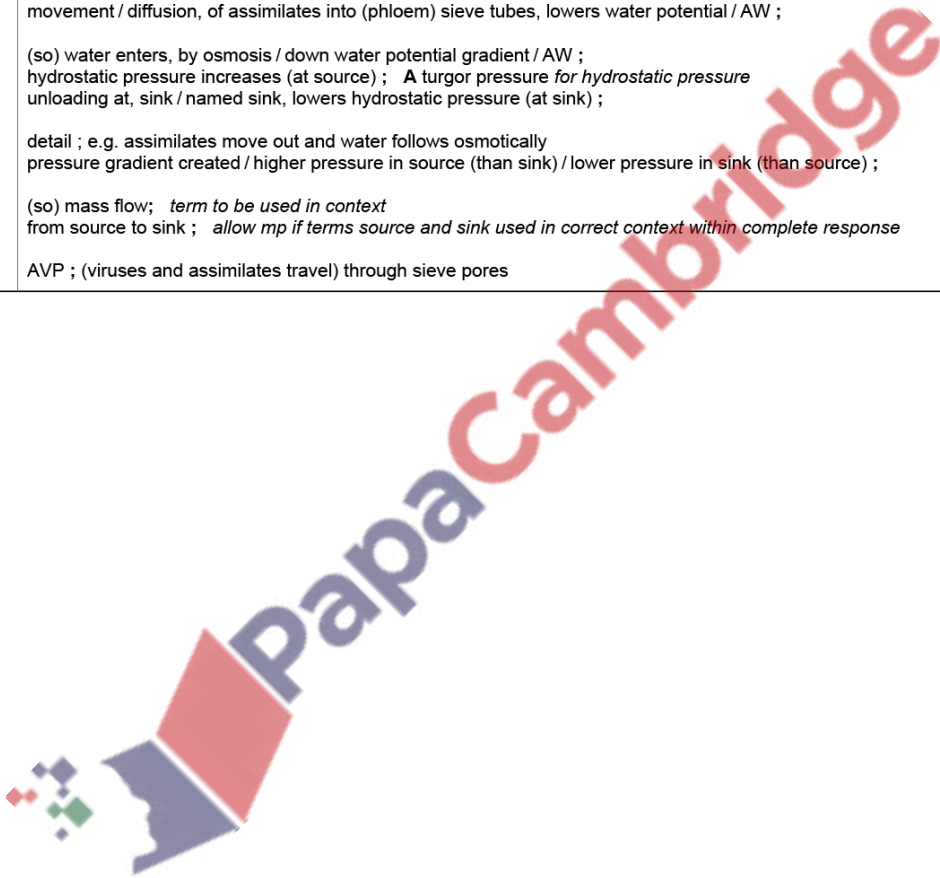 movement / diffusion, of assimilates into (phloem) sieve tubes, lowers water potential / AW ;
(so) water enters, by osmosis / down water potential gradient / AW ;
hydrostatic pressure increases (at source) ; A turgor pressure for hydrostatic pressure
unloading at, sink / named sink, lowers hydrostatic pressure (at sink) ;
detail ; e.g. assimilates move out and water follows osmotically
pressure gradient created / higher pressure in source (than sink) / lower pressure in sink (than source) ;
(so) mass flow; term to be used in context
from source to sink ; allow mp if terms source and sink used in correct context within complete response
AVP ; (viruses and assimilates travel) through sieve pores
PapaCambridge